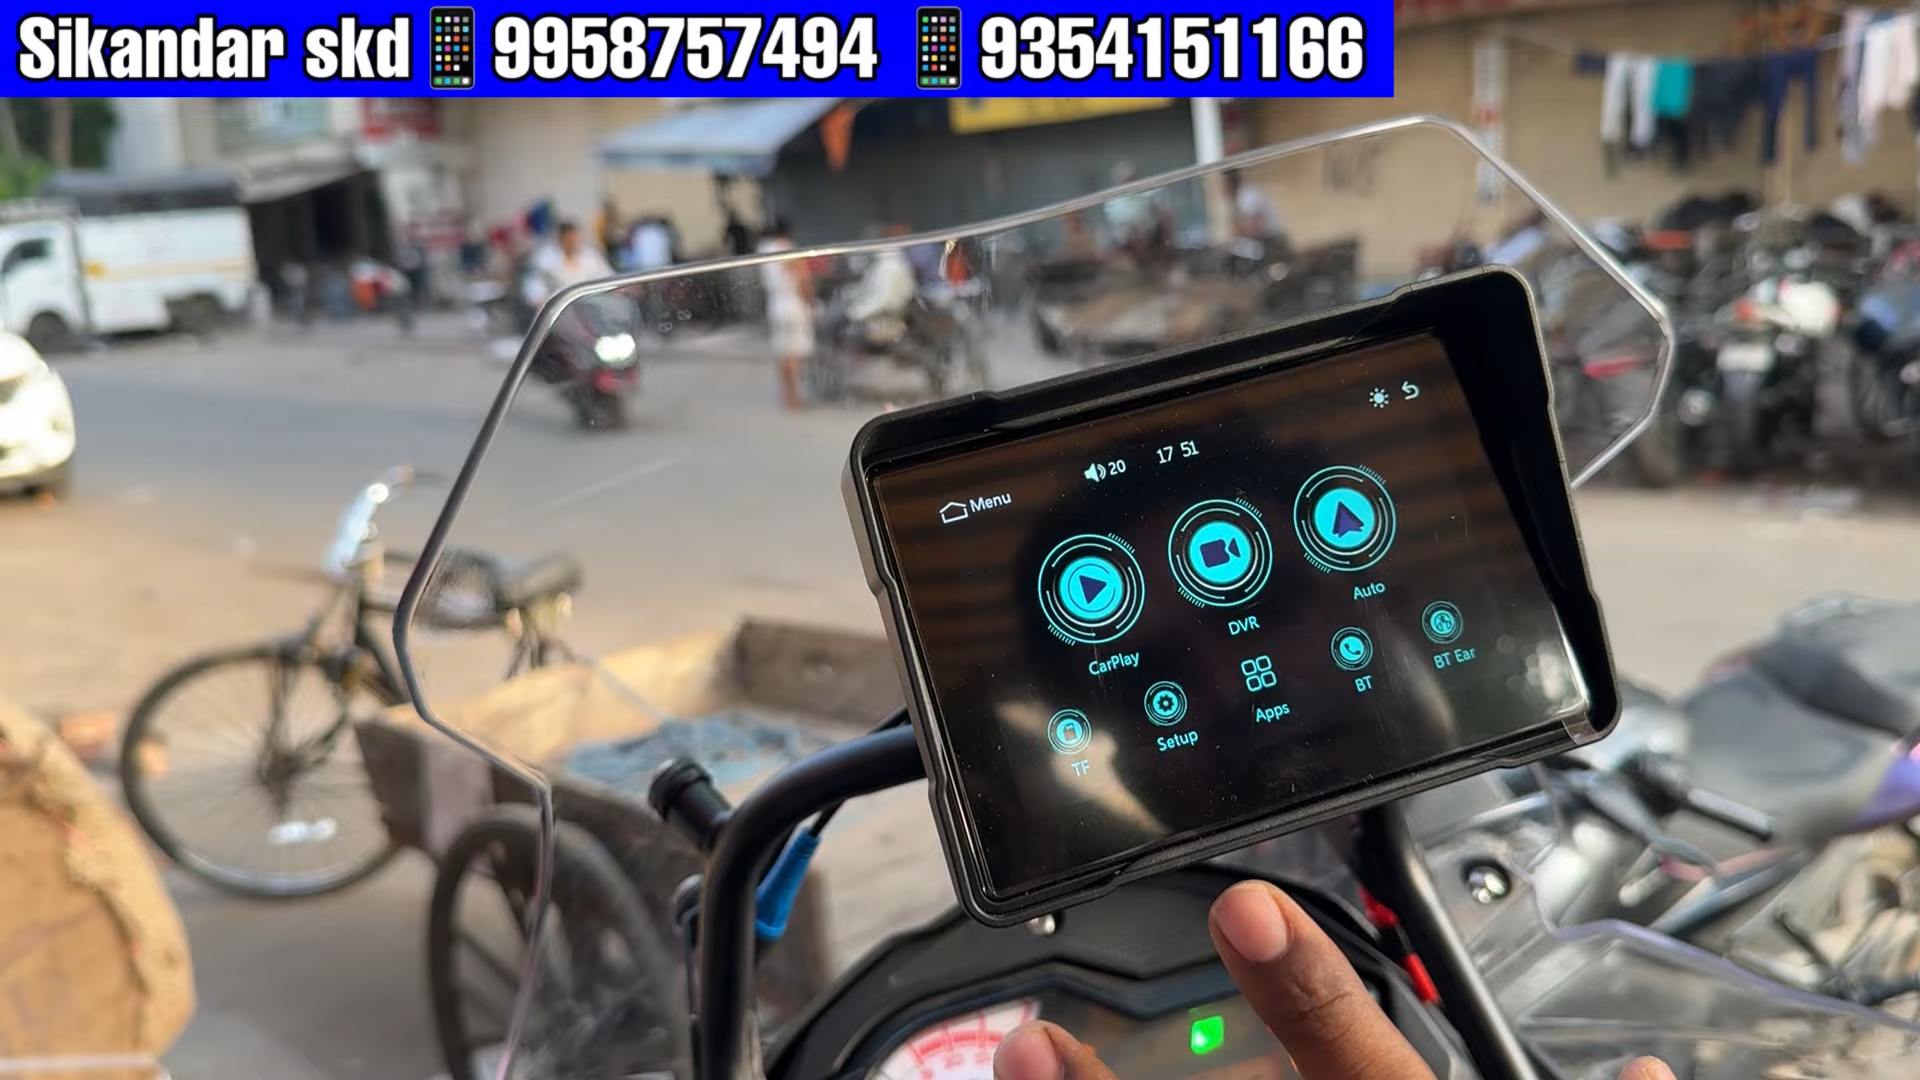 Sikandar skd 📱9958757494 📱9354151166
20 17 51
Menu
CarPlay DVR Auto
TF Setup Apps BT BT Ear